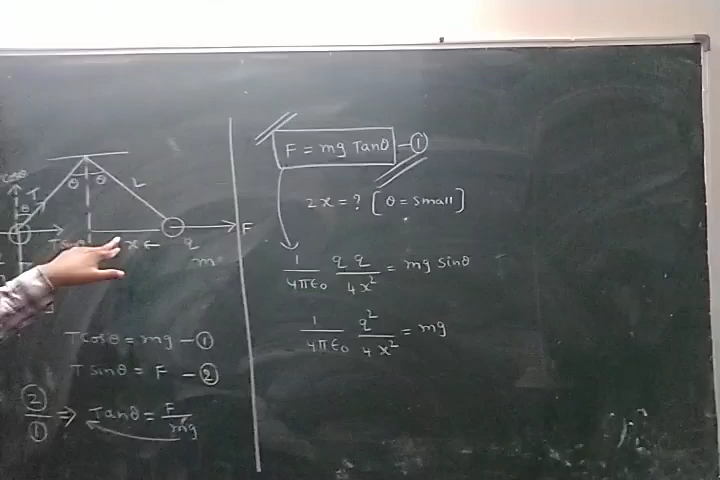 cosθ
T
θ
θ θ
L
F
T
x
q
m
Tcosθ = mg - ①
T sinθ = F - ②
②/① ⇒ Tanθ = F/mg
F = mg Tanθ - ①
2x = ? [θ = small]
1/4πε₀ q q/4x² = mg sinθ
1/4πε₀ q²/4x² = mg